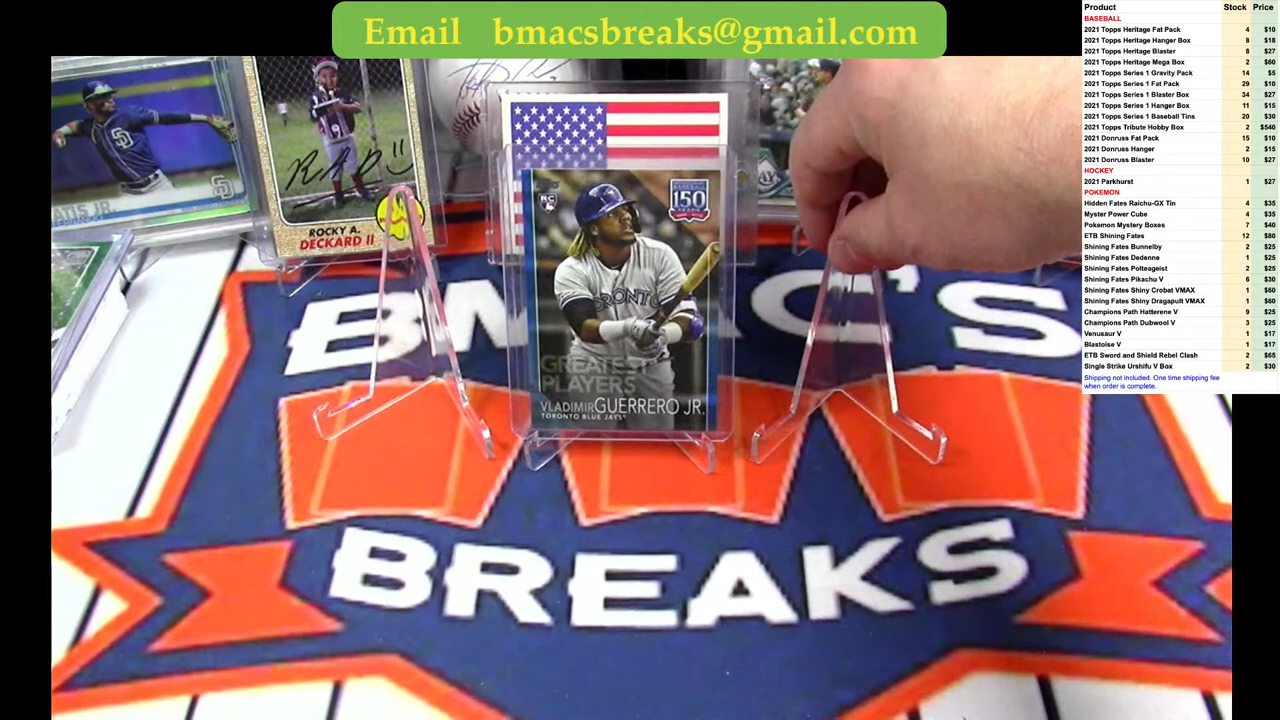 Email bmacsbreaks@gmail.com
Product Stock Price
BASEBALL
2021 Topps Heritage Fat Pack 4 $10
2021 Topps Heritage Hanger Box 8 $18
2021 Topps Heritage Blaster 8 $27
2021 Topps Heritage Mega Box 2 $60
2021 Topps Series 1 Gravity Pack 14 $5
2021 Topps Series 1 Fat Pack 29 $10
2021 Topps Series 1 Blaster Box 34 $27
2021 Topps Series 1 Hanger Box 11 $15
2021 Topps Series 1 Baseball Tins 20 $30
2021 Topps Tribute Hobby Box 2 $540
2021 Donruss Fat Pack 15 $10
2021 Donruss Hanger 2 $15
2021 Donruss Blaster 10 $27
HOCKEY
2021 Parkhurst 1 $27
POKEMON
Hidden Fates Raichu-GX Tin 4 $35
Myster Power Cube 4 $35
Pokemon Mystery Boxes 7 $40
ETB Shining Fates 12 $80
Shining Fates Bunnelby 2 $25
Shining Fates Dedenne 1 $25
Shining Fates Polteageist 2 $25
Shining Fates Pikachu V 6 $30
Shining Fates Shiny Crobat VMAX 1 $60
Shining Fates Shiny Dragapult VMAX 1 $60
Champions Path Hatterene V 9 $25
Champions Path Dubwool V 3 $25
Venusaur V 1 $17
Blastoise V 1 $17
ETB Sword and Shield Rebel Clash 2 $65
Single Strike Urshifu V Box 2 $30
Shipping not included. One time shipping fee
when order is complete.
SD
ATIS JR.
9
R.A.D. 11
ROCKY A.
DECKARD II
RC
BASEBALL
150
YEARS
TORONTO
GREATEST
PLAYERS
VLADIMIR GUERRERO JR.
TORONTO BLUE JAYS
BMAC'S
BREAKS